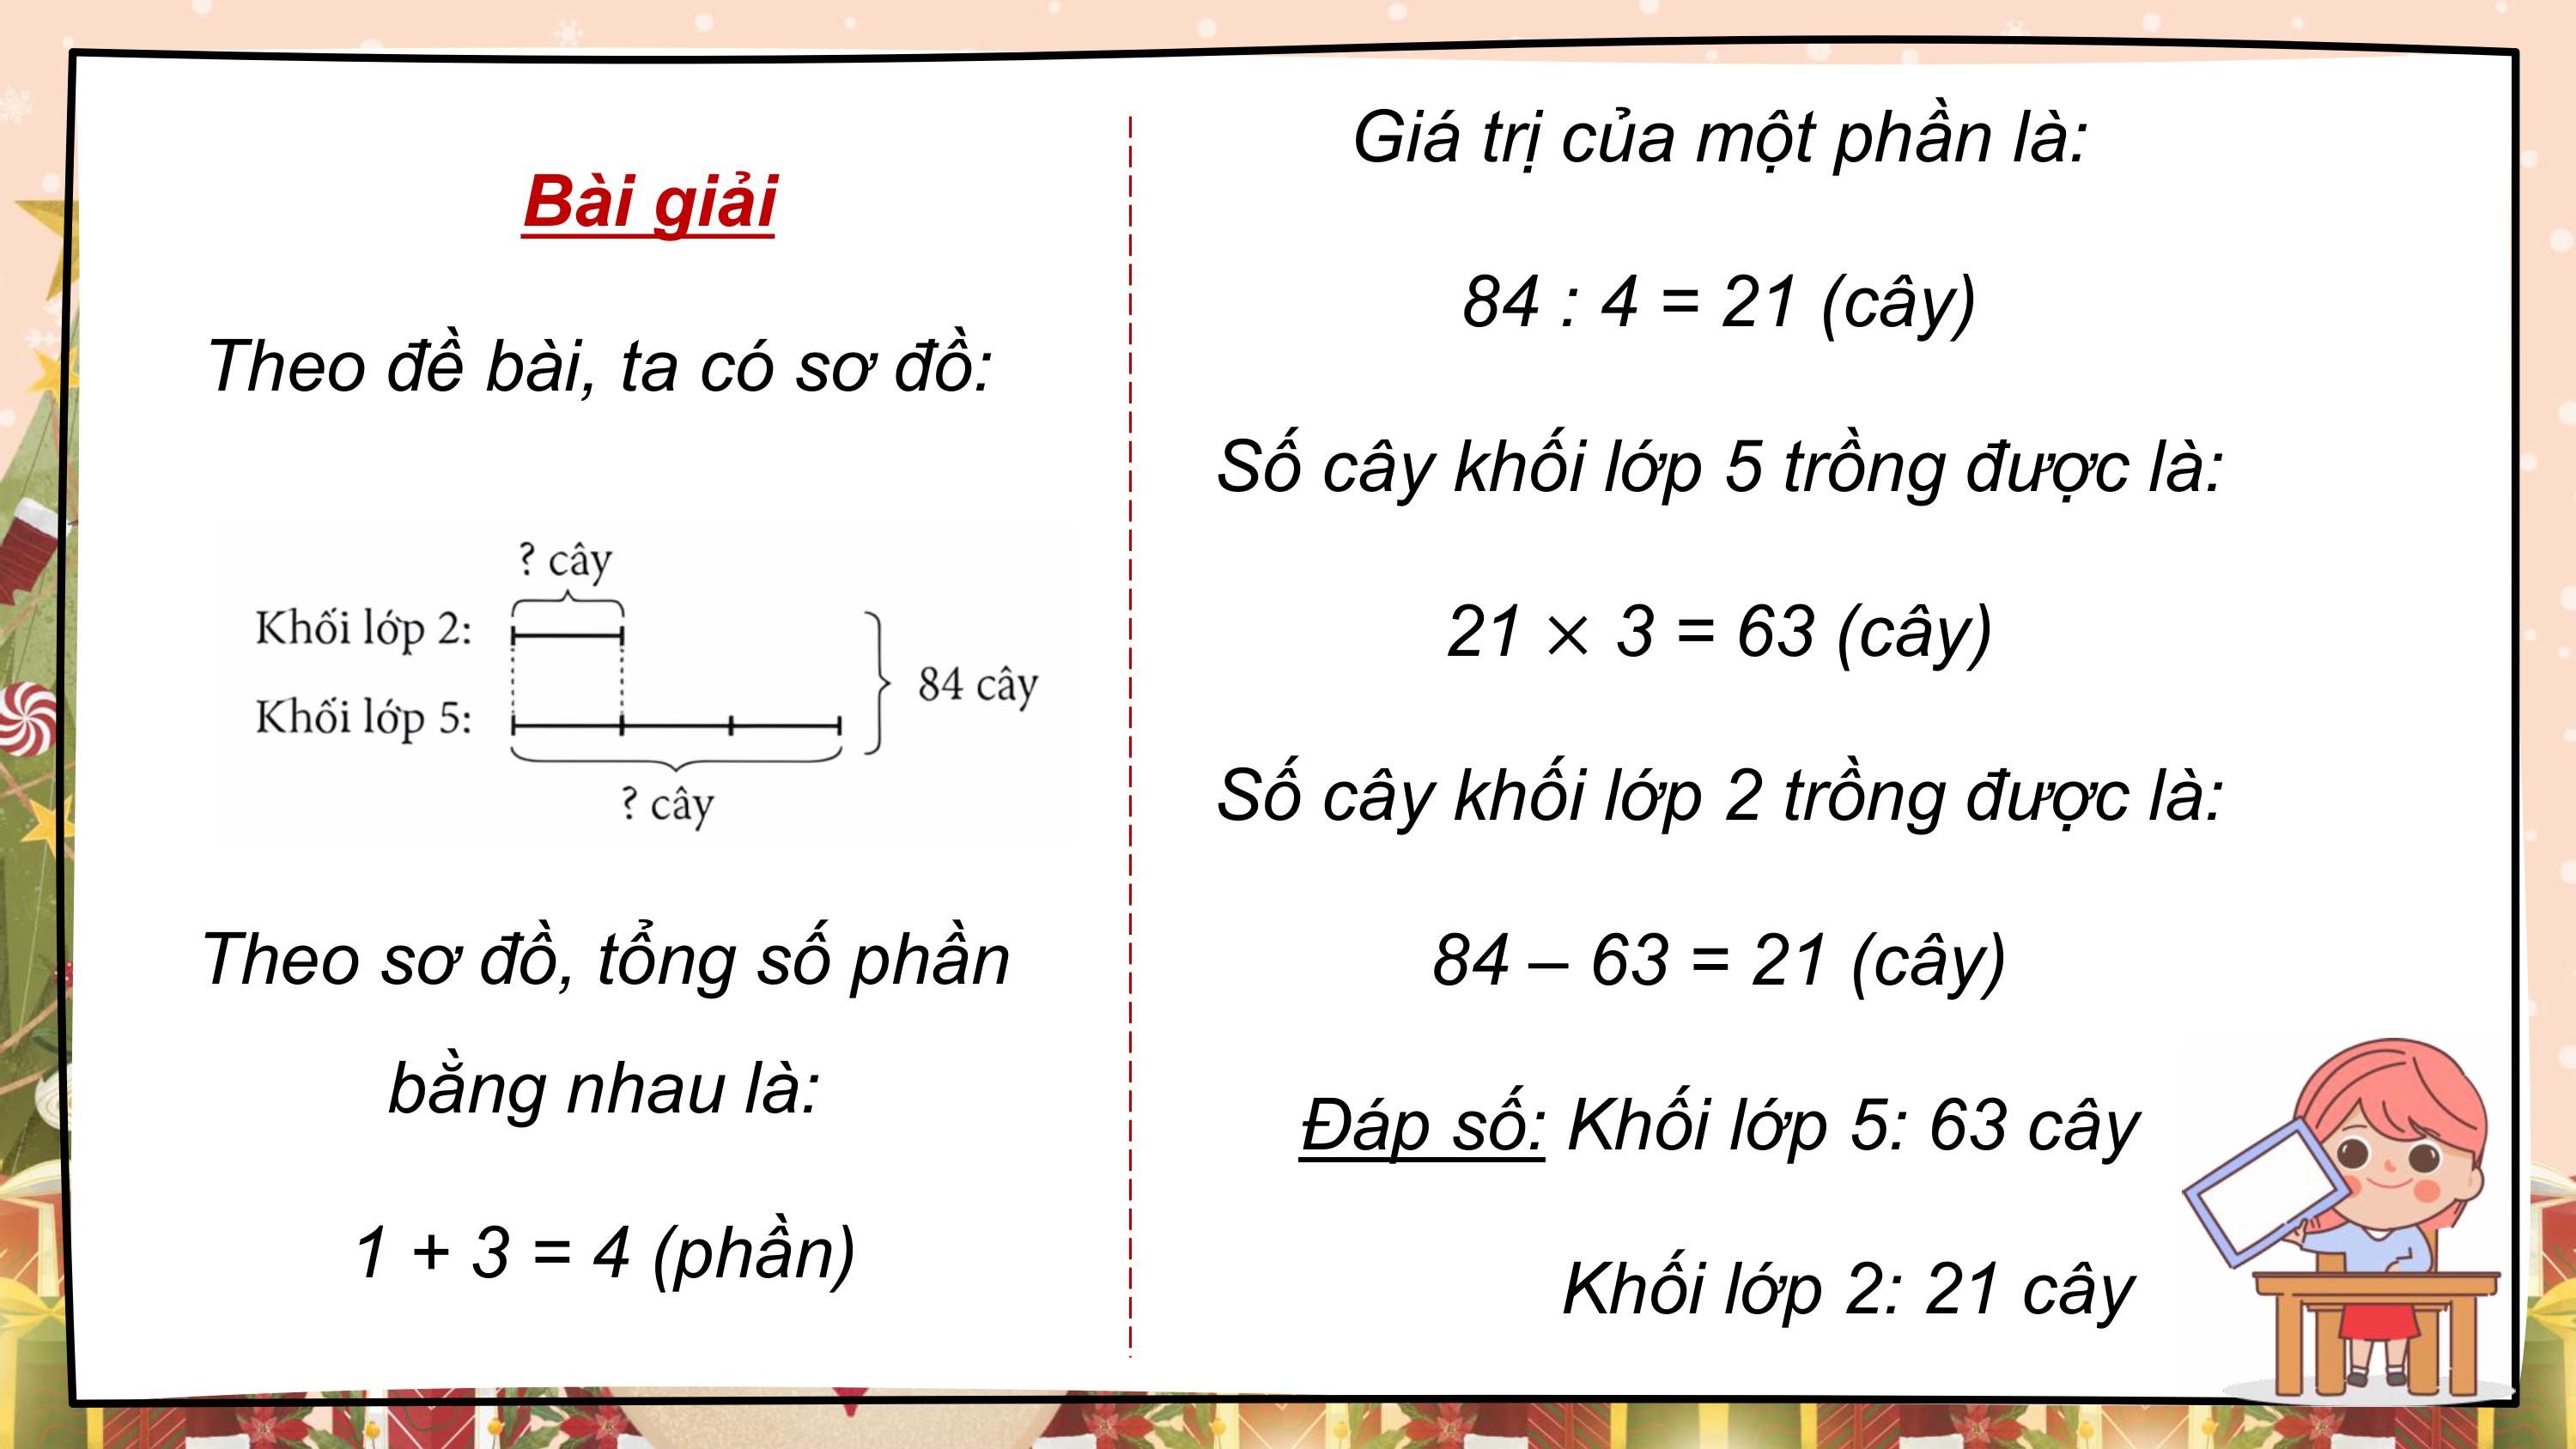 Bài giải
Theo đề bài, ta có sơ đồ:
? cây
Khối lớp 2:
84 cây
Khối lớp 5:
? cây
Theo sơ đồ, tổng số phần
bằng nhau là:
1 + 3 = 4 (phần)
Giá trị của một phần là:
84 : 4 = 21 (cây)
Số cây khối lớp 5 trồng được là:
21 × 3 = 63 (cây)
Số cây khối lớp 2 trồng được là:
84 – 63 = 21 (cây)
Đáp số: Khối lớp 5: 63 cây
Khối lớp 2: 21 cây